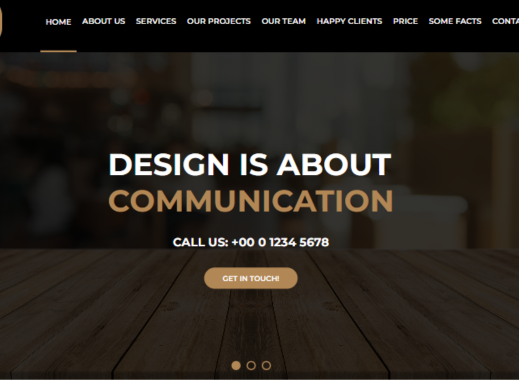 HOME ABOUT US SERVICES OUR PROJECTS OUR TEAM HAPPY CLIENTS PRICE SOME FACTS
DESIGN IS ABOUT
COMMUNICATION
CALL US: +00 0 1234 5678
GET IN TOUCH!